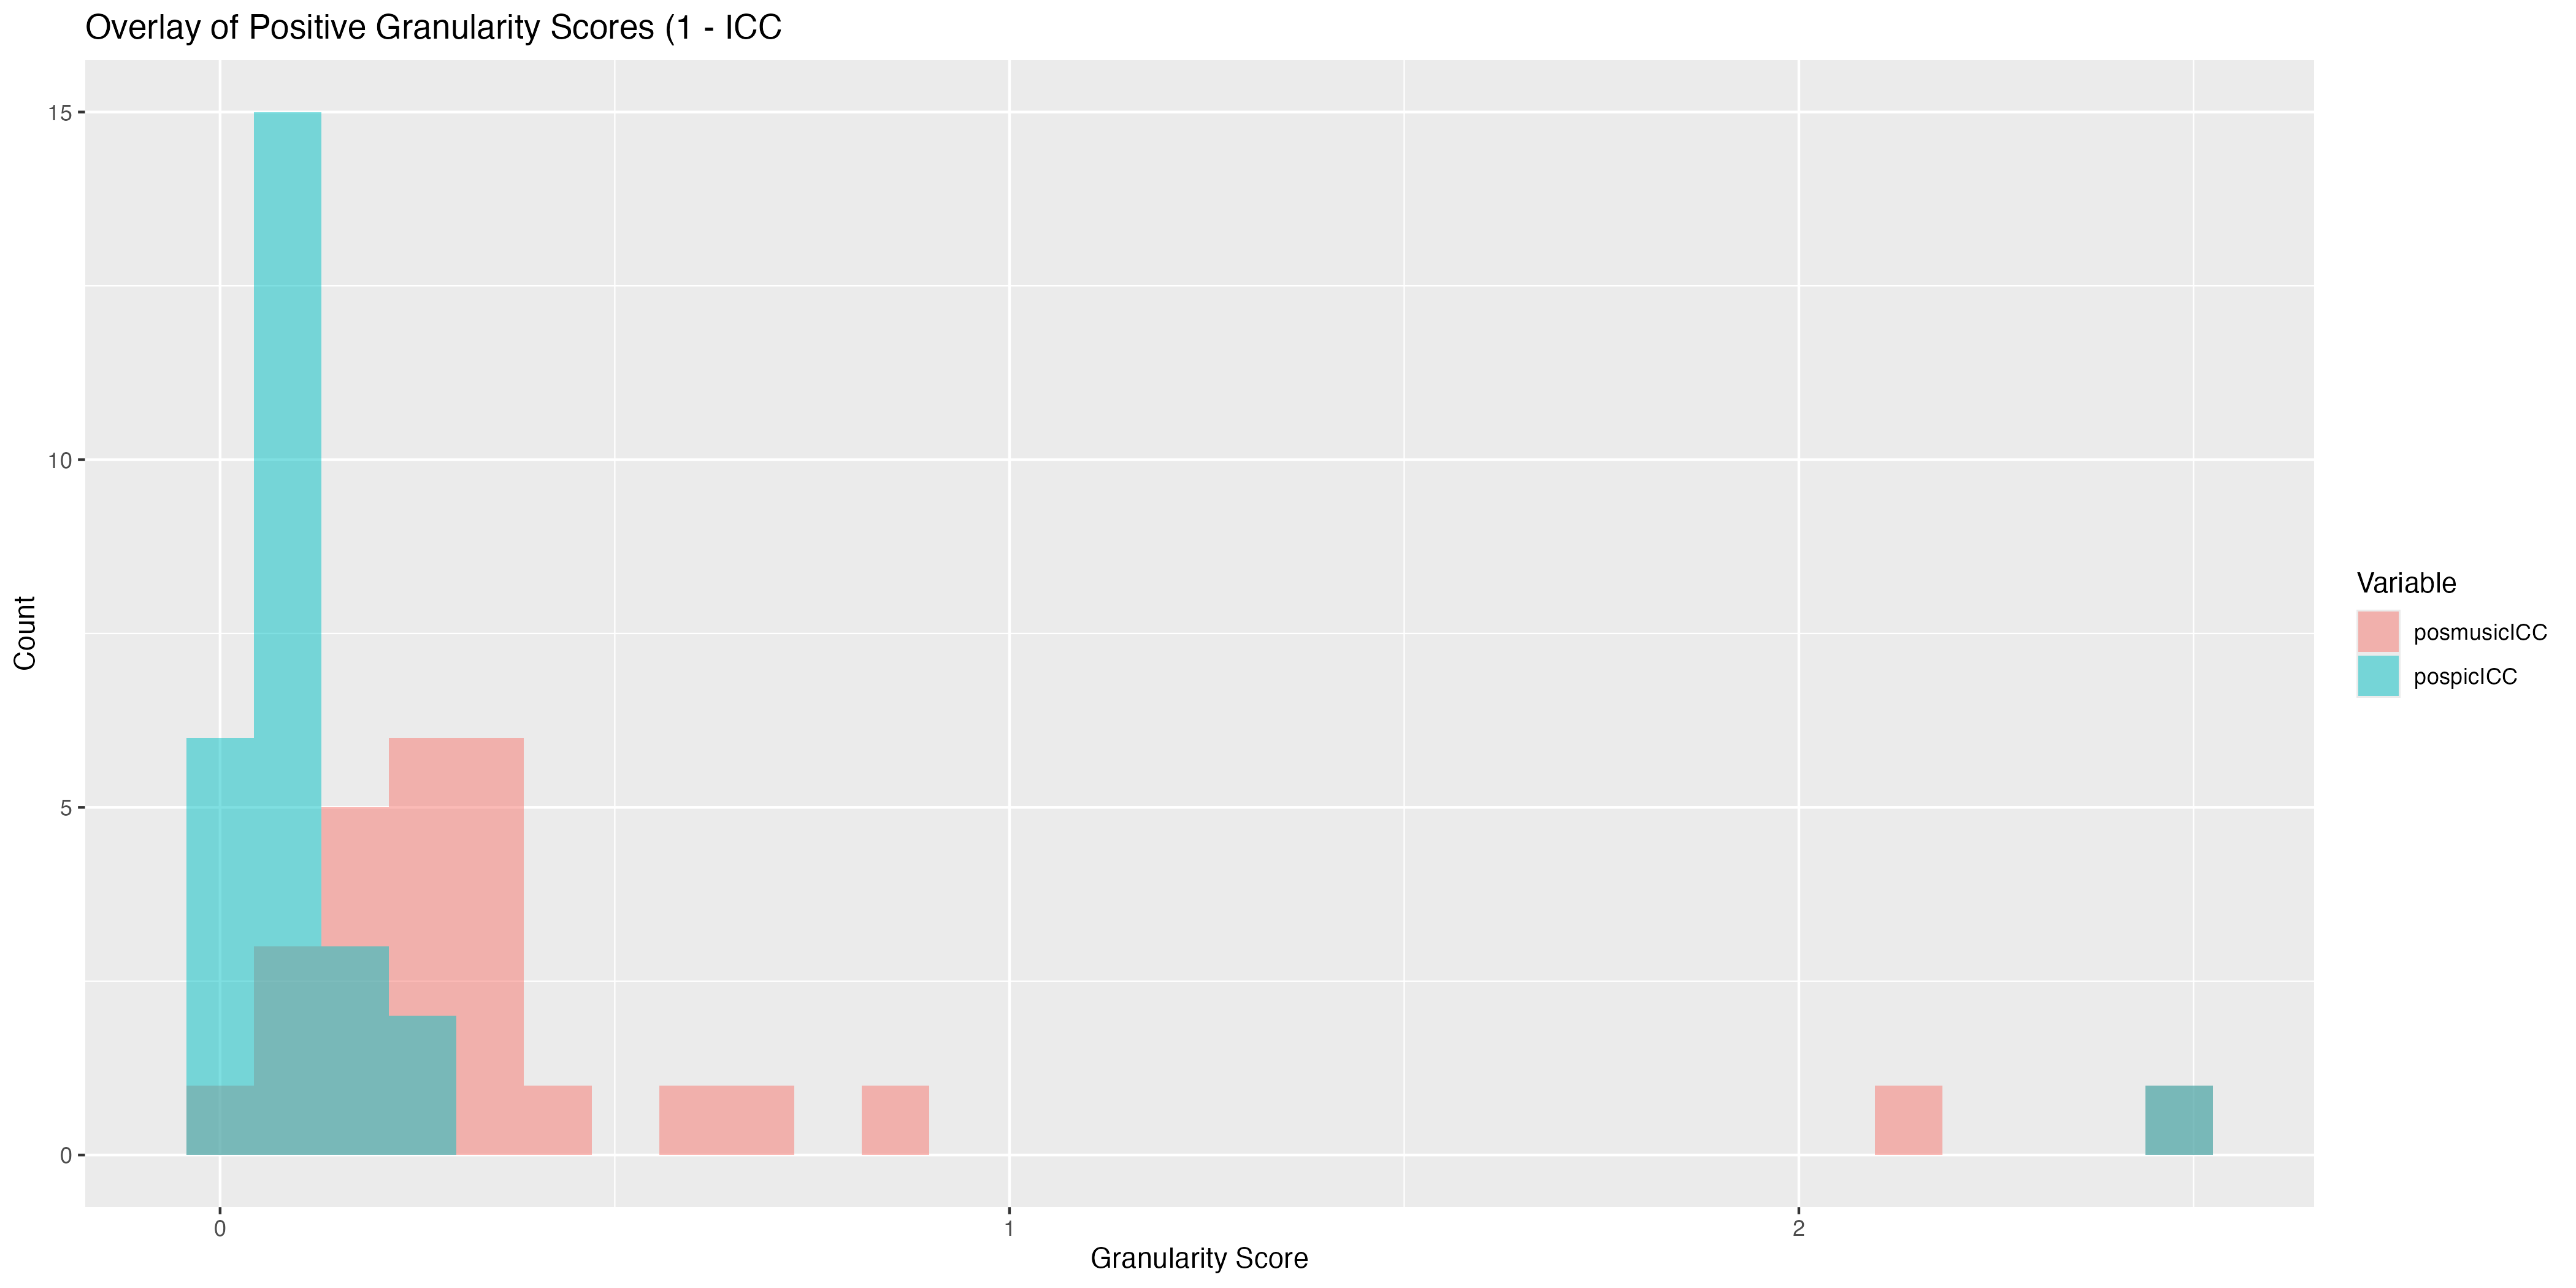 Overlay of Positive Granularity Scores (1 - ICC
15
10
5
0
Count
0
1
2
Granularity Score
Variable
posmusicICC
pospicICC